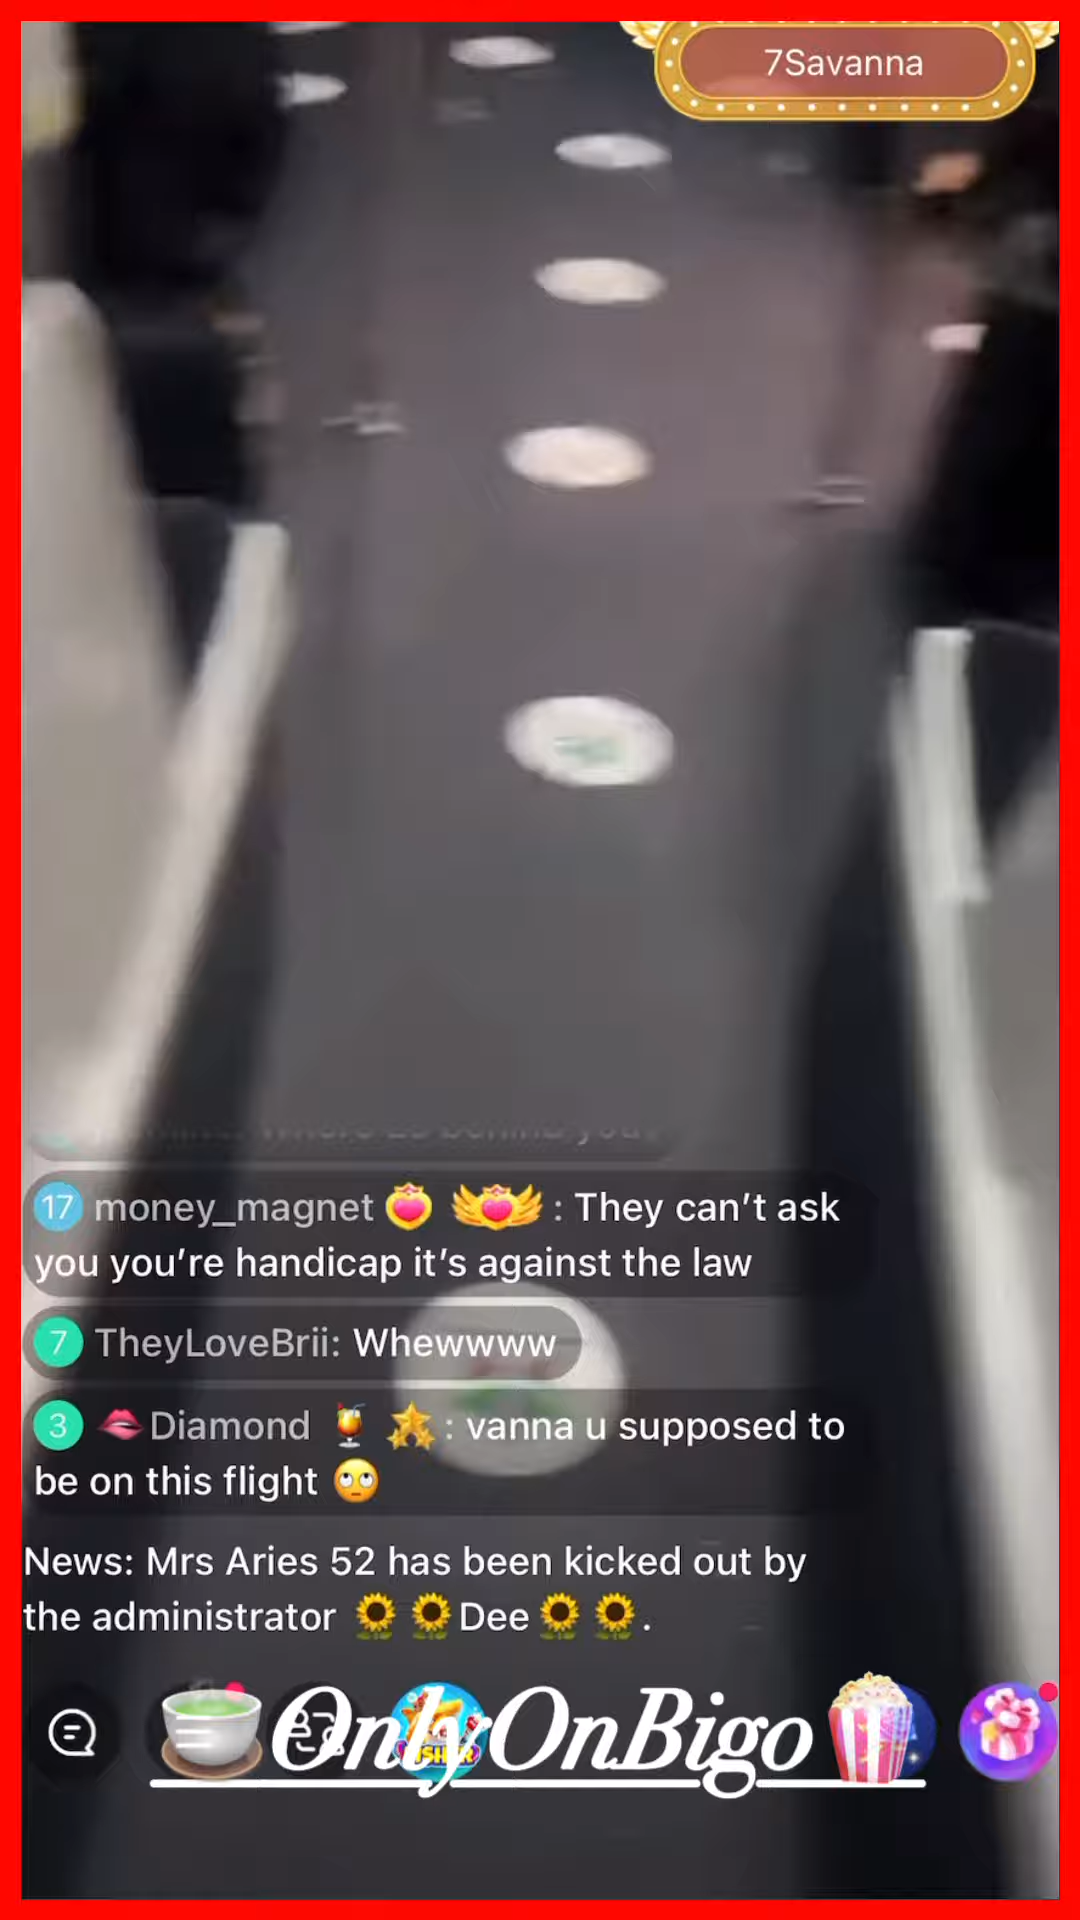 7Savanna
17 money_magnet : They can't ask
you you're handicap it's against the law
7 TheyLoveBrii: Whewwww
3 Diamond : vanna u supposed to
be on this flight 🙄
News: Mrs Aries 52 has been kicked out by
the administrator 🌻🌻Dee🌻🌻.
OnlyOnBigo